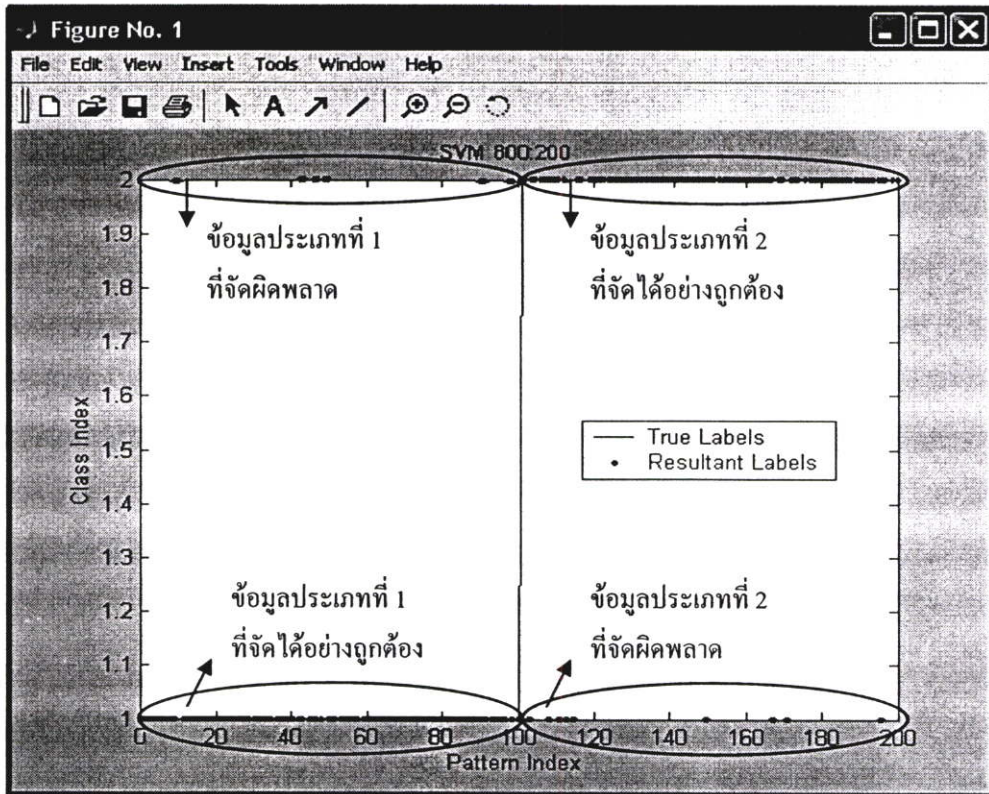 Figure No. 1
File Edit View Insert Tools Window Help
A
SVM 800:200
2
1.9
1.8
1.7
1.6
1.5
1.4
1.3
1.2
1.1
1
Class Index
ข้อมูลประเภทที่ 1
ที่จัดผิดพลาด
ข้อมูลประเภทที่ 2
ที่จัดได้อย่างถูกต้อง
True Labels
Resultant Labels
ข้อมูลประเภทที่ 1
ที่จัดได้อย่างถูกต้อง
ข้อมูลประเภทที่ 2
ที่จัดผิดพลาด
0 20 40 60 80 100 120 140 160 180 200
Pattern Index